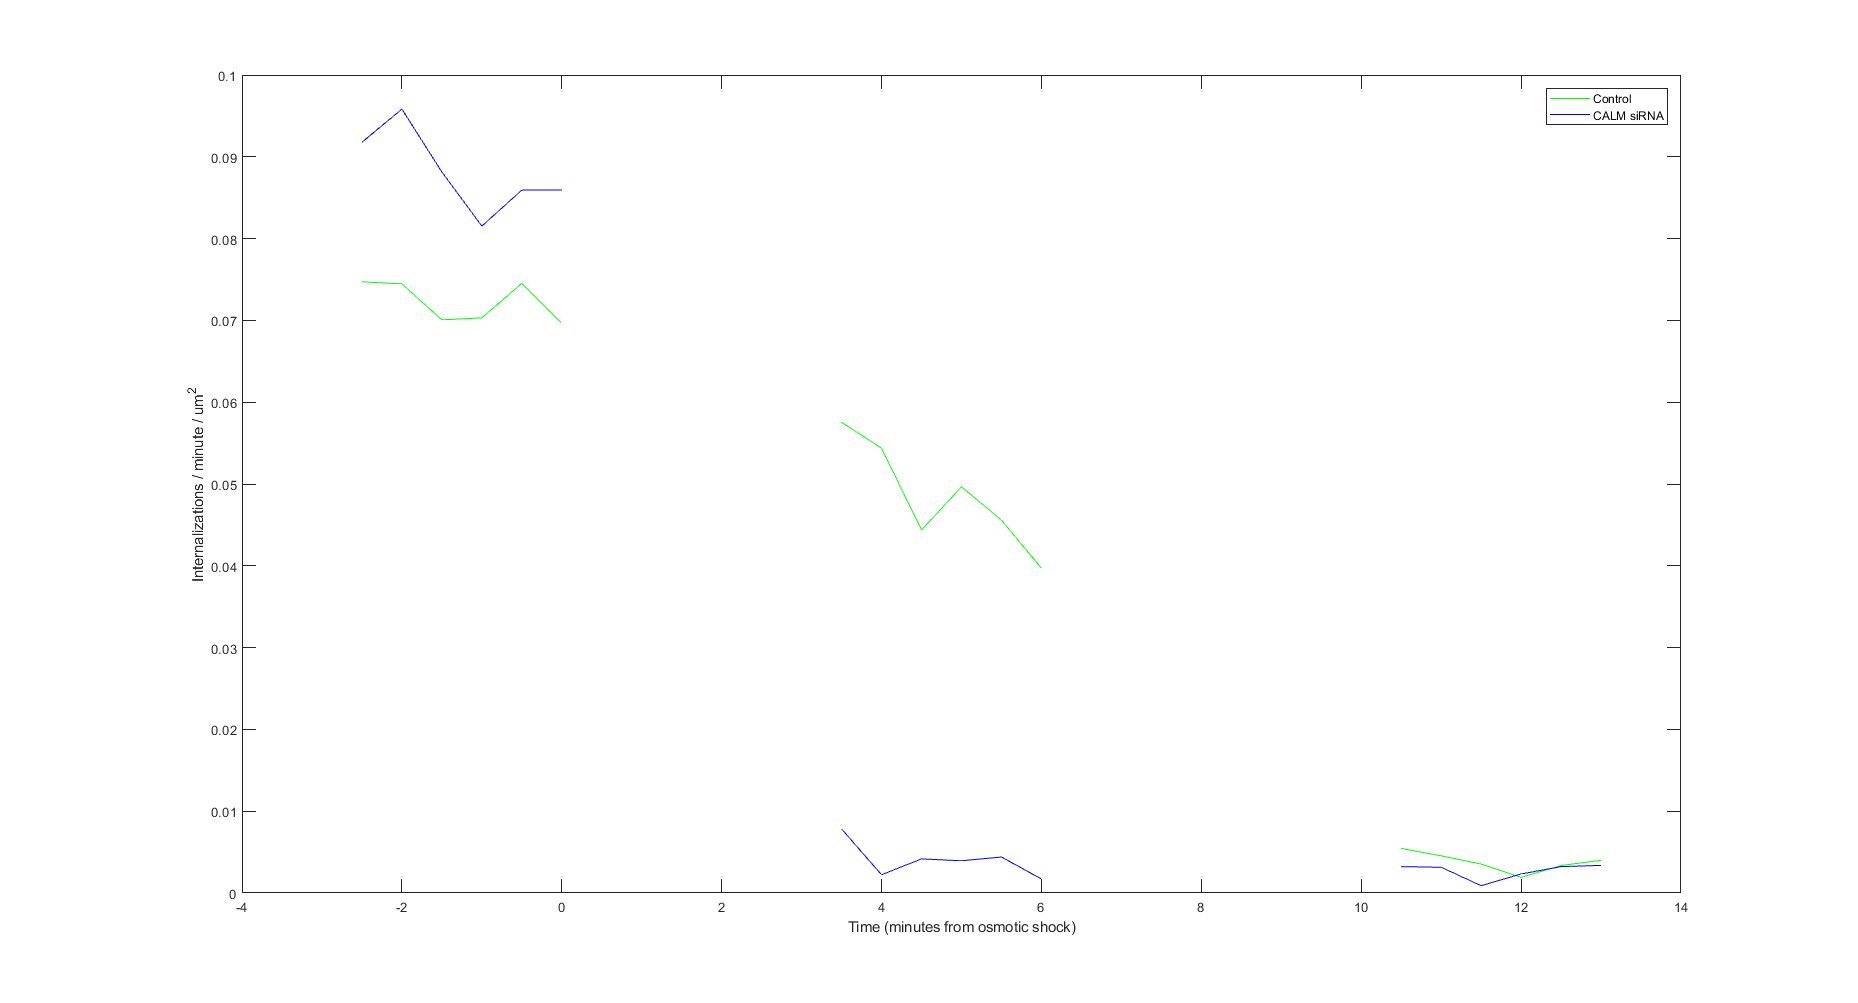 0.1
0.09
0.08
0.07
0.06
0.05
0.04
0.03
0.02
0.01
0
Internalizations / minute / um²
Control
CALM siRNA
-4 -2 0 2 4 6 8 10 12 14
Time (minutes from osmotic shock)